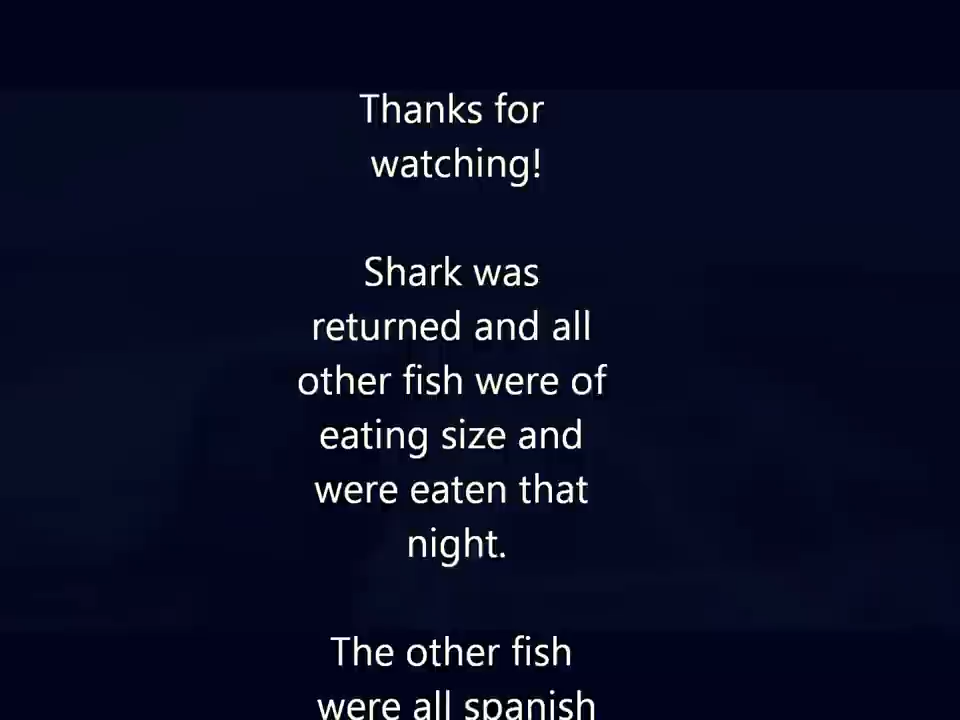 Thanks for
watching!
Shark was
returned and all
other fish were of
eating size and
were eaten that
night.
The other fish
were all spanish